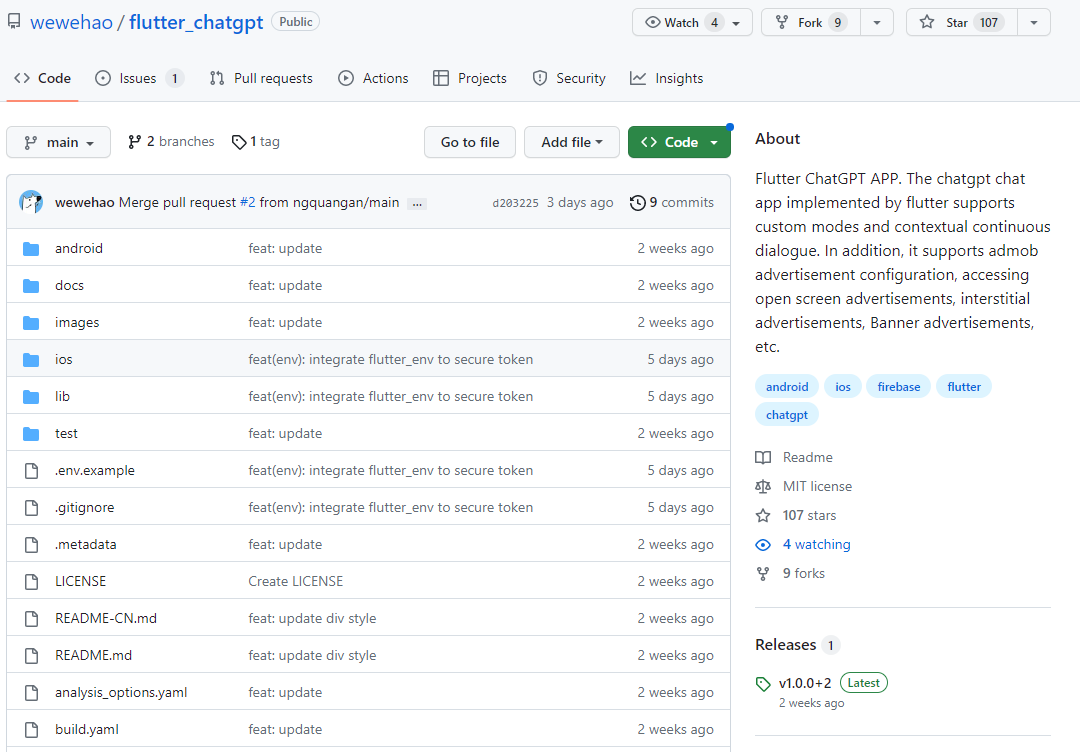 wewehao / flutter_chatgpt Public
Watch 4 Fork 9 Star 107
Code Issues 1 Pull requests Actions Projects Security Insights
main 2 branches 1 tag Go to file Add file Code
wewehao Merge pull request #2 from ngquangan/main ... d203225 3 days ago 9 commits
android feat: update 2 weeks ago
docs feat: update 2 weeks ago
images feat: update 2 weeks ago
ios feat(env): integrate flutter_env to secure token 5 days ago
lib feat(env): integrate flutter_env to secure token 5 days ago
test feat: update 2 weeks ago
.env.example feat(env): integrate flutter_env to secure token 5 days ago
.gitignore feat(env): integrate flutter_env to secure token 5 days ago
.metadata feat: update 2 weeks ago
LICENSE Create LICENSE 2 weeks ago
README-CN.md feat: update div style 2 weeks ago
README.md feat: update div style 2 weeks ago
analysis_options.yaml feat: update 2 weeks ago
build.yaml feat: update 2 weeks ago
About
Flutter ChatGPT APP. The chatgpt chat
app implemented by flutter supports
custom modes and contextual continuous
dialogue. In addition, it supports admob
advertisement configuration, accessing
open screen advertisements, interstitial
advertisements, Banner advertisements,
etc.
android ios firebase flutter
chatgpt
Readme
MIT license
107 stars
4 watching
9 forks
Releases 1
v1.0.0+2 Latest
2 weeks ago